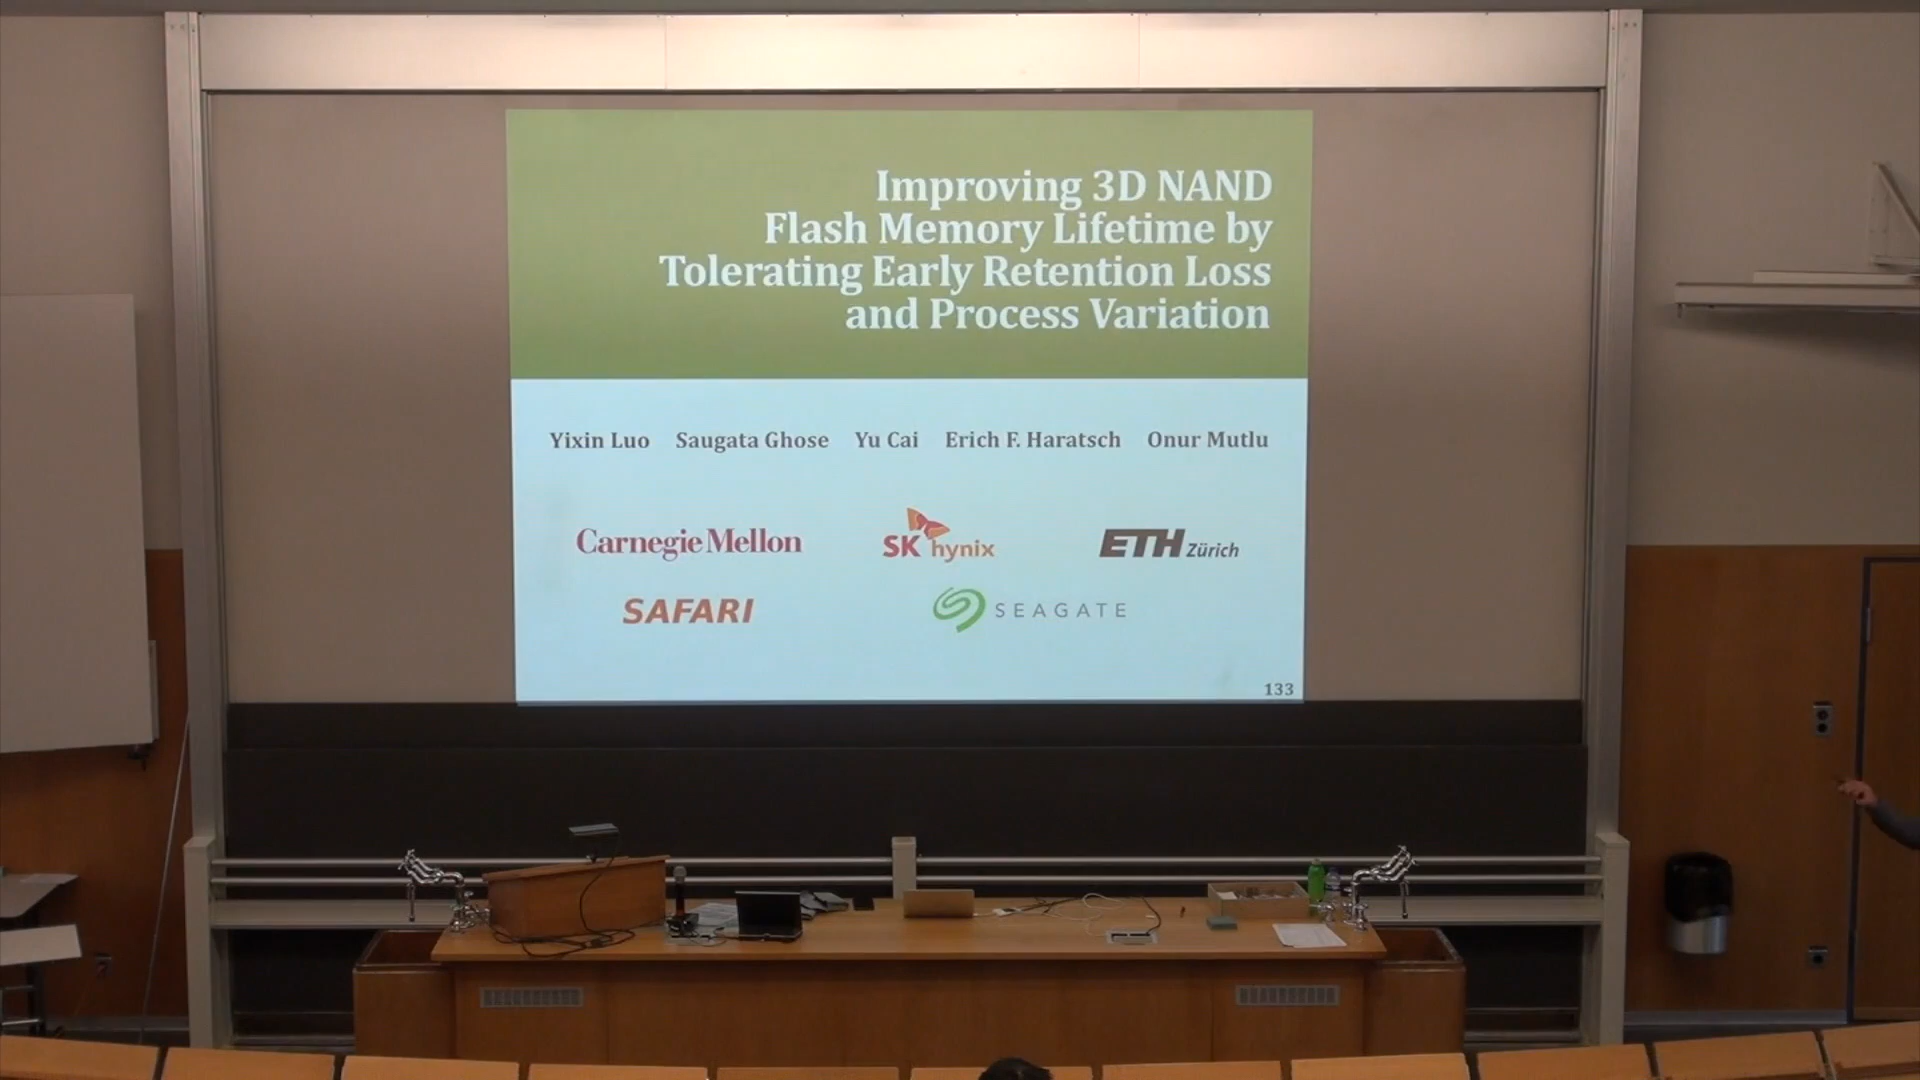 Improving 3D NAND
Flash Memory Lifetime by
Tolerating Early Retention Loss
and Process Variation
Yixin Luo Saugata Ghose Yu Cai Erich F. Haratsch Onur Mutlu
Carnegie Mellon SK hynix ETH Zürich
SAFARI SEAGATE
133